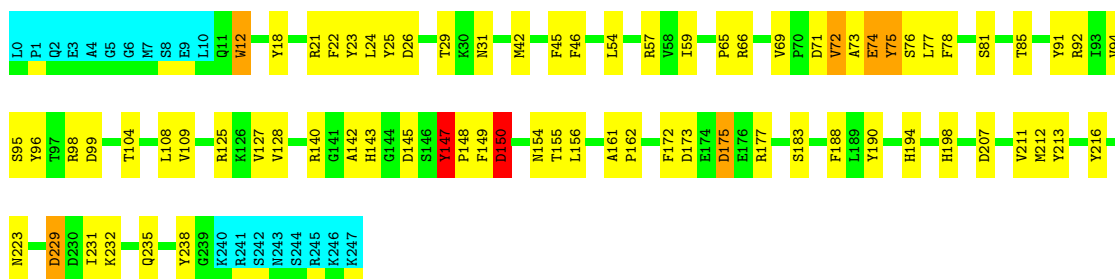 L0 P1 Q2 E3 A4 G5 G6 M7 S8 E9 L10 Q11 W12 Y18 R21 F22 Y23 L24 Y25 D26 T29 K30 N31 M42 F45 F46 L54 R57 V58 I59 P65 R66 V69 P70 D71 V72 A73 E74 Y75 S76 L77 F78 S81 T85 Y91 R92 I93 V94
S95 Y96 T97 R98 D99 T104 L108 V109 R125 K126 V127 V128 R140 G141 A142 H143 G144 D145 S146 Y147 P148 F149 D150 N154 T155 L156 A161 P162 F172 D173 E174 D175 E176 R177 S183 F188 L189 Y190 H194 H198 D207 V211 M212 Y213 Y216
N223 D229 D230 I231 K232 Q235 Y238 G239 K240 R241 S242 N243 S244 R245 K246 K247